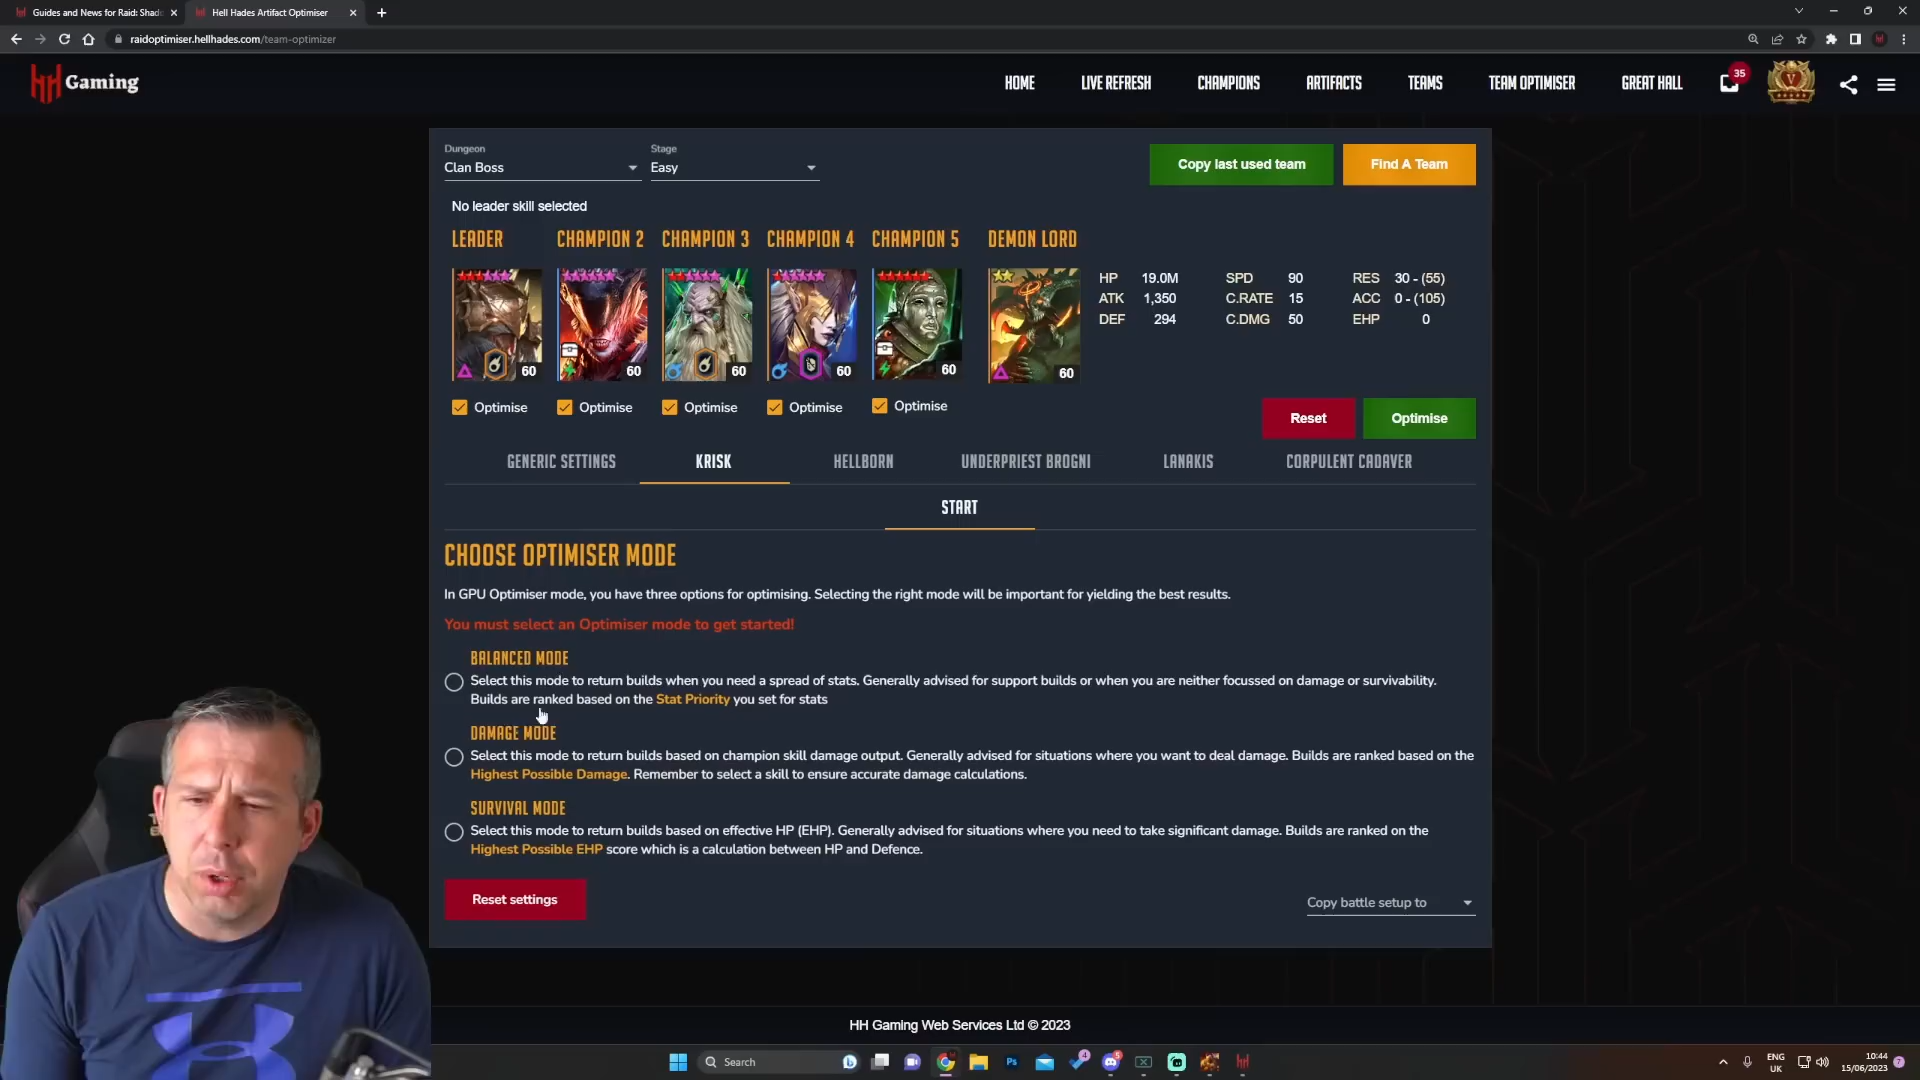 Guides and News for Raid: Shad
Hell Hades Artifact Optimiser
raidoptimiser.hellhades.com/team-optimizer
HH Gaming
HOME
LIVE REFRESH
CHAMPIONS
ARTIFACTS
TEAMS
TEAM OPTIMISER
GREAT HALL
35
V
Dungeon
Clan Boss
Stage
Easy
Copy last used team
Find A Team
No leader skill selected
LEADER
CHAMPION 2
CHAMPION 3
CHAMPION 4
CHAMPION 5
DEMON LORD
60
60
60
60
60
60
HP 19.0M SPD 90 RES 30 - (55)
ATK 1,350 C.RATE 15 ACC 0 - (105)
DEF 294 C.DMG 50 EHP 0
Optimise
Optimise
Optimise
Optimise
Optimise
Reset
Optimise
GENERIC SETTINGS
KRISK
HELLBORN
UNDERPRIEST BROGNI
LANAKIS
CORPULENT CADAVER
START
CHOOSE OPTIMISER MODE
In GPU Optimiser mode, you have three options for optimising. Selecting the right mode will be important for yielding the best results.
You must select an Optimiser mode to get started!
BALANCED MODE
Select this mode to return builds when you need a spread of stats. Generally advised for support builds or when you are neither focussed on damage or survivability.
Builds are ranked based on the Stat Priority you set for stats
DAMAGE MODE
Select this mode to return builds based on champion skill damage output. Generally advised for situations where you want to deal damage. Builds are ranked based on the
Highest Possible Damage. Remember to select a skill to ensure accurate damage calculations.
SURVIVAL MODE
Select this mode to return builds based on effective HP (EHP). Generally advised for situations where you need to take significant damage. Builds are ranked on the
Highest Possible EHP score which is a calculation between HP and Defence.
Reset settings
Copy battle setup to
HH Gaming Web Services Ltd © 2023
Search
Ps
ENG
UK
10:44
15/06/2023